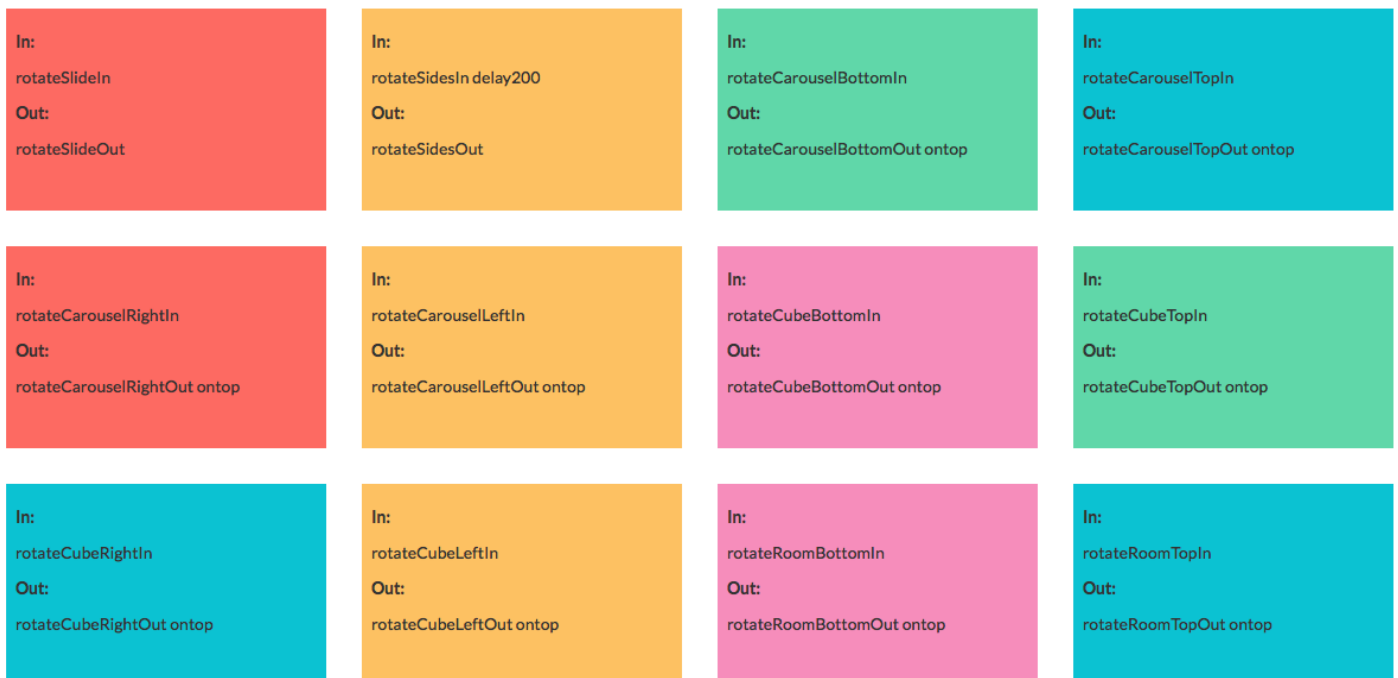 In:
rotateSlideIn
Out:
rotateSlideOut
In:
rotateSidesIn delay200
Out:
rotateSidesOut
In:
rotateCarouselBottomIn
Out:
rotateCarouselBottomOut ontop
In:
rotateCarouselTopIn
Out:
rotateCarouselTopOut ontop
In:
rotateCarouselRightIn
Out:
rotateCarouselRightOut ontop
In:
rotateCarouselLeftIn
Out:
rotateCarouselLeftOut ontop
In:
rotateCubeBottomIn
Out:
rotateCubeBottomOut ontop
In:
rotateCubeTopIn
Out:
rotateCubeTopOut ontop
In:
rotateCubeRightIn
Out:
rotateCubeRightOut ontop
In:
rotateCubeLeftIn
Out:
rotateCubeLeftOut ontop
In:
rotateRoomBottomIn
Out:
rotateRoomBottomOut ontop
In:
rotateRoomTopIn
Out:
rotateRoomTopOut ontop